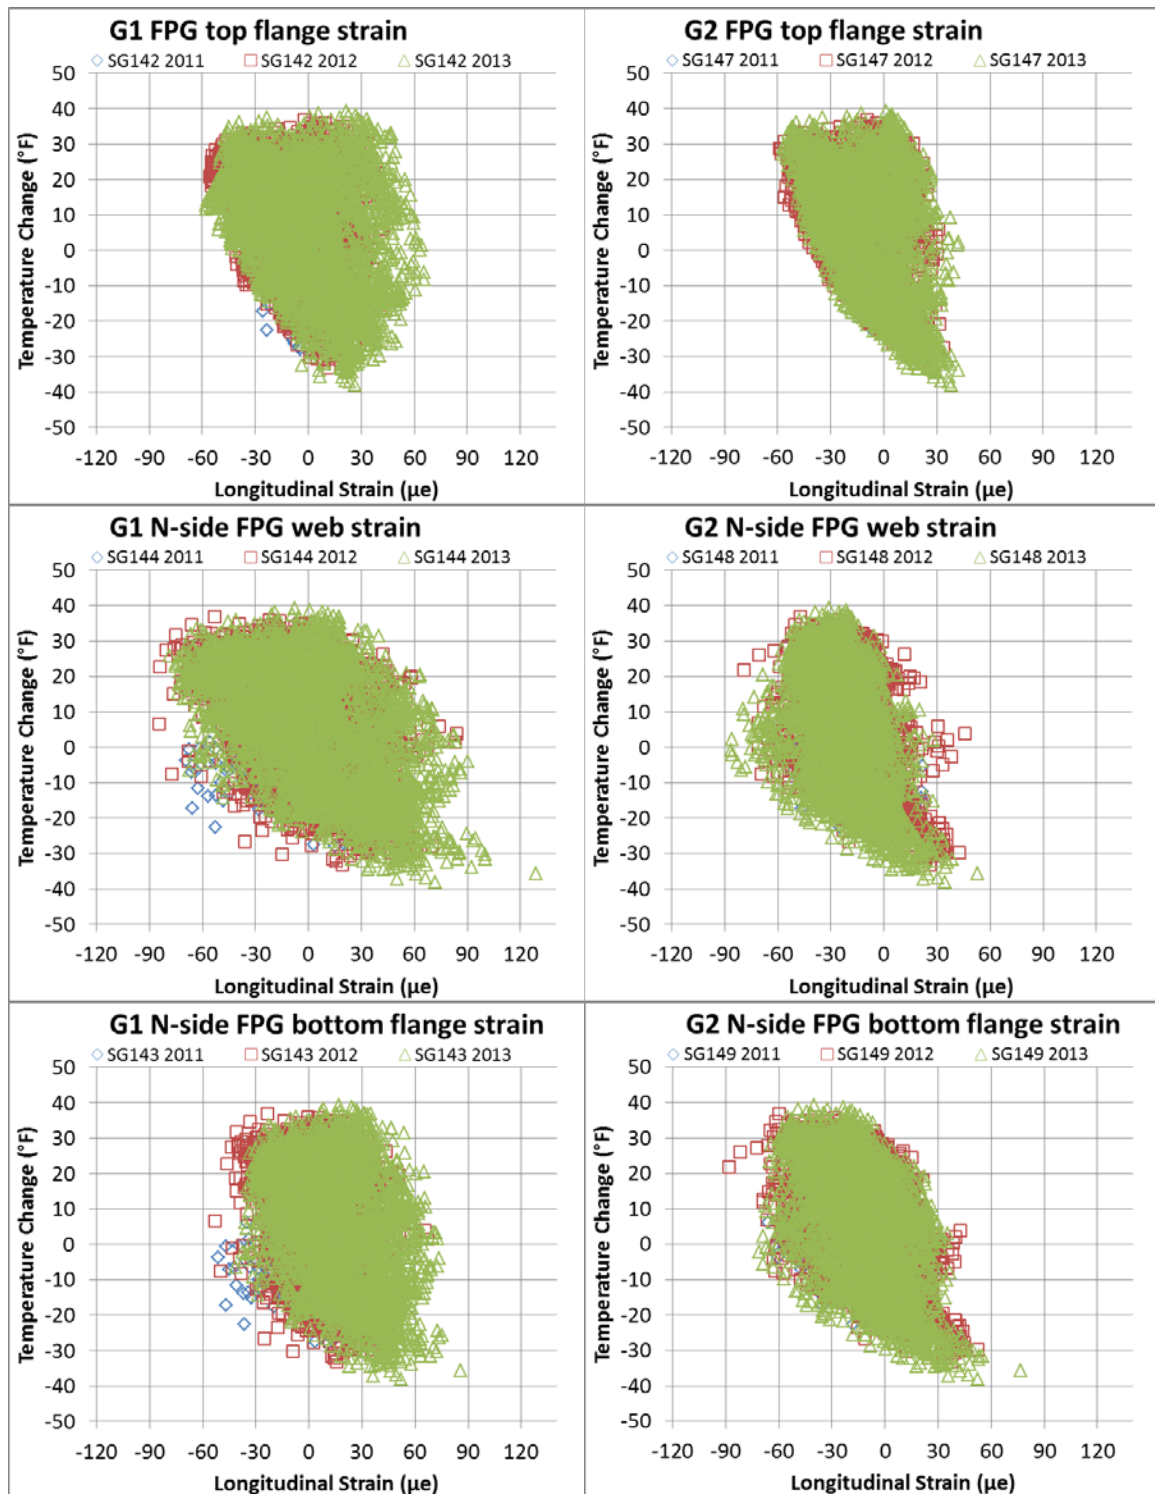 G1 FPG top flange strain
SG142 2011 SG142 2012 SG142 2013
Temperature Change (°F)
50
40
30
20
10
0
-10
-20
-30
-40
-50
-120 -90 -60 -30 0 30 60 90 120
Longitudinal Strain (µe)
G2 FPG top flange strain
SG147 2011 SG147 2012 SG147 2013
Temperature Change (°F)
50
40
30
20
10
0
-10
-20
-30
-40
-50
-120 -90 -60 -30 0 30 60 90 120
Longitudinal Strain (µe)
G1 N-side FPG web strain
SG144 2011 SG144 2012 SG144 2013
Temperature Change (°F)
50
40
30
20
10
0
-10
-20
-30
-40
-50
-120 -90 -60 -30 0 30 60 90 120
Longitudinal Strain (µe)
G2 N-side FPG web strain
SG148 2011 SG148 2012 SG148 2013
Temperature Change (°F)
50
40
30
20
10
0
-10
-20
-30
-40
-50
-120 -90 -60 -30 0 30 60 90 120
Longitudinal Strain (µe)
G1 N-side FPG bottom flange strain
SG143 2011 SG143 2012 SG143 2013
Temperature Change (°F)
50
40
30
20
10
0
-10
-20
-30
-40
-50
-120 -90 -60 -30 0 30 60 90 120
Longitudinal Strain (µe)
G2 N-side FPG bottom flange strain
SG149 2011 SG149 2012 SG149 2013
Temperature Change (°F)
50
40
30
20
10
0
-10
-20
-30
-40
-50
-120 -90 -60 -30 0 30 60 90 120
Longitudinal Strain (µe)